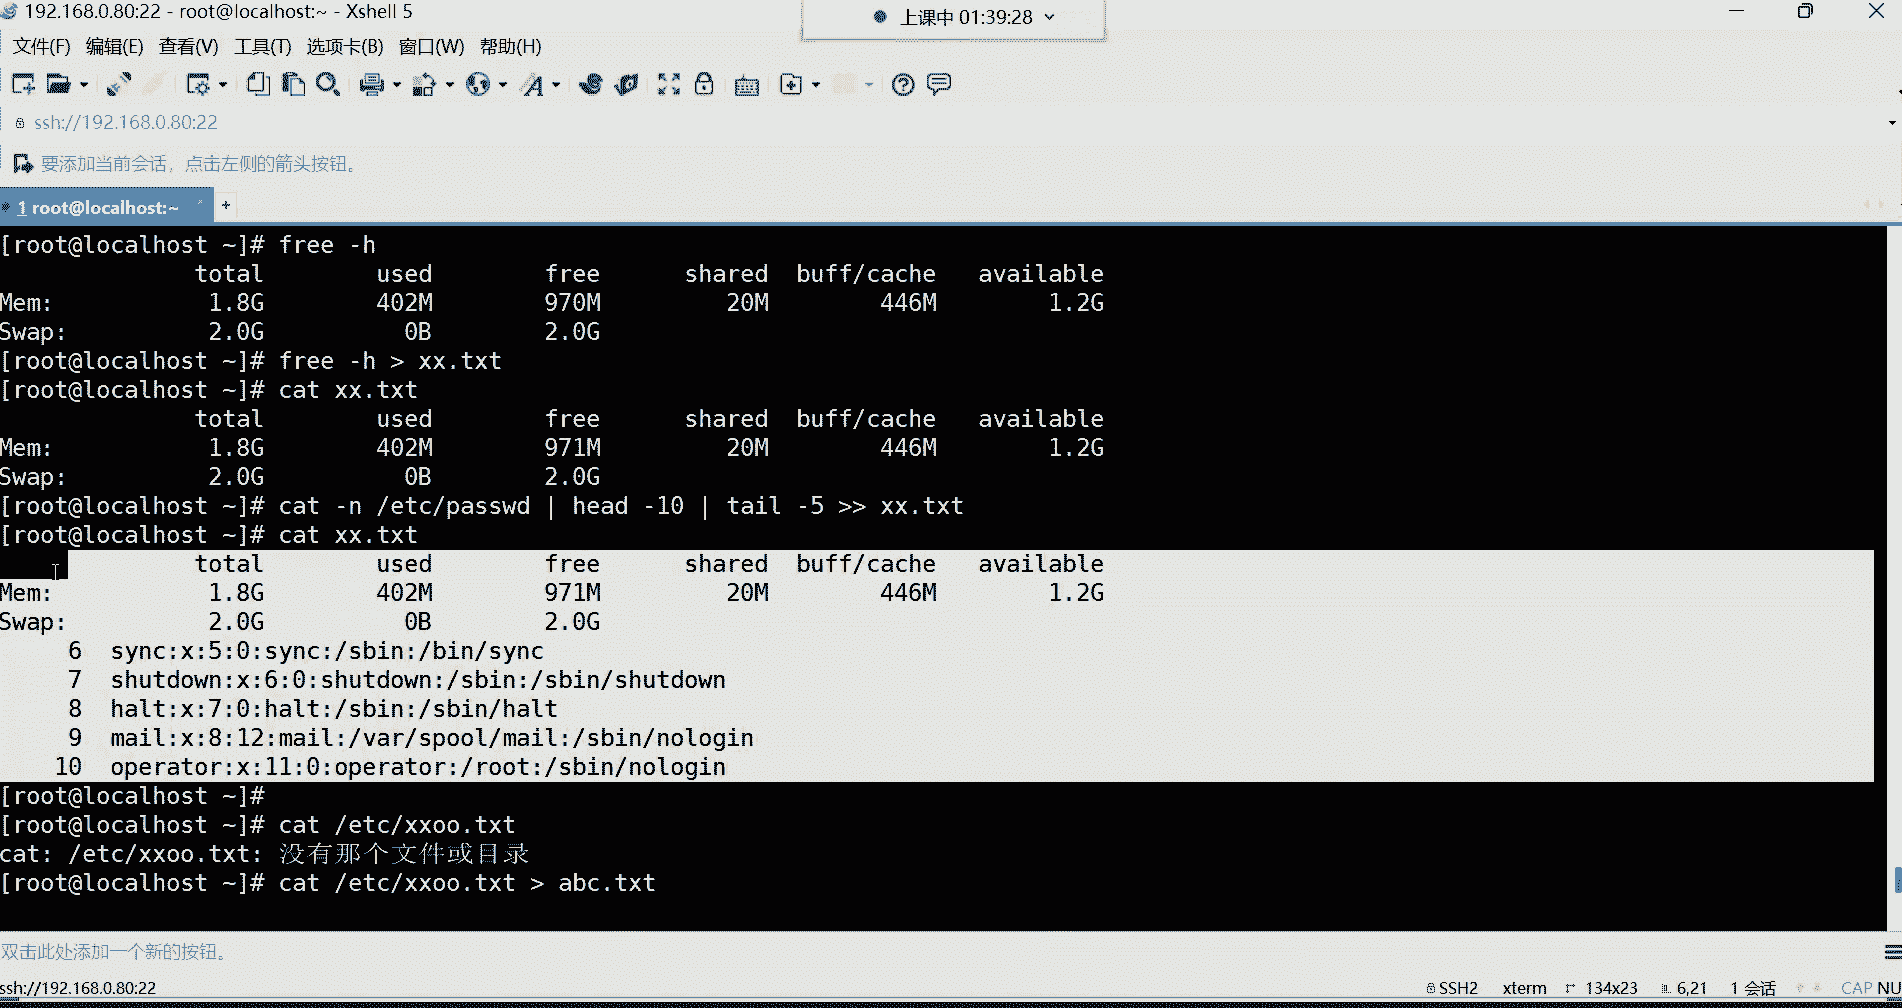 192.168.0.80:22 - root@localhost:~ - Xshell 5
上课中 01:39:28
文件(F) 编辑(E) 查看(V) 工具(T) 选项卡(B) 窗口(W) 帮助(H)
ssh://192.168.0.80:22
要添加当前会话，点击左侧的箭头按钮。
1 root@localhost:~
[root@localhost ~]# free -h
total used free shared buff/cache available
Mem: 1.8G 402M 970M 20M 446M 1.2G
Swap: 2.0G 0B 2.0G
[root@localhost ~]# free -h > xx.txt
[root@localhost ~]# cat xx.txt
total used free shared buff/cache available
Mem: 1.8G 402M 971M 20M 446M 1.2G
Swap: 2.0G 0B 2.0G
[root@localhost ~]# cat -n /etc/passwd | head -10 | tail -5 >> xx.txt
[root@localhost ~]# cat xx.txt
total used free shared buff/cache available
Mem: 1.8G 402M 971M 20M 446M 1.2G
Swap: 2.0G 0B 2.0G
6 sync:x:5:0:sync:/sbin:/bin/sync
7 shutdown:x:6:0:shutdown:/sbin:/sbin/shutdown
8 halt:x:7:0:halt:/sbin:/sbin/halt
9 mail:x:8:12:mail:/var/spool/mail:/sbin/nologin
10 operator:x:11:0:operator:/root:/sbin/nologin
[root@localhost ~]#
[root@localhost ~]# cat /etc/xxoo.txt
cat: /etc/xxoo.txt: 没有那个文件或目录
[root@localhost ~]# cat /etc/xxoo.txt > abc.txt
双击此处添加一个新的按钮。
ssh://192.168.0.80:22 SSH2 xterm 134x23 6,21 1 会话 CAP NU